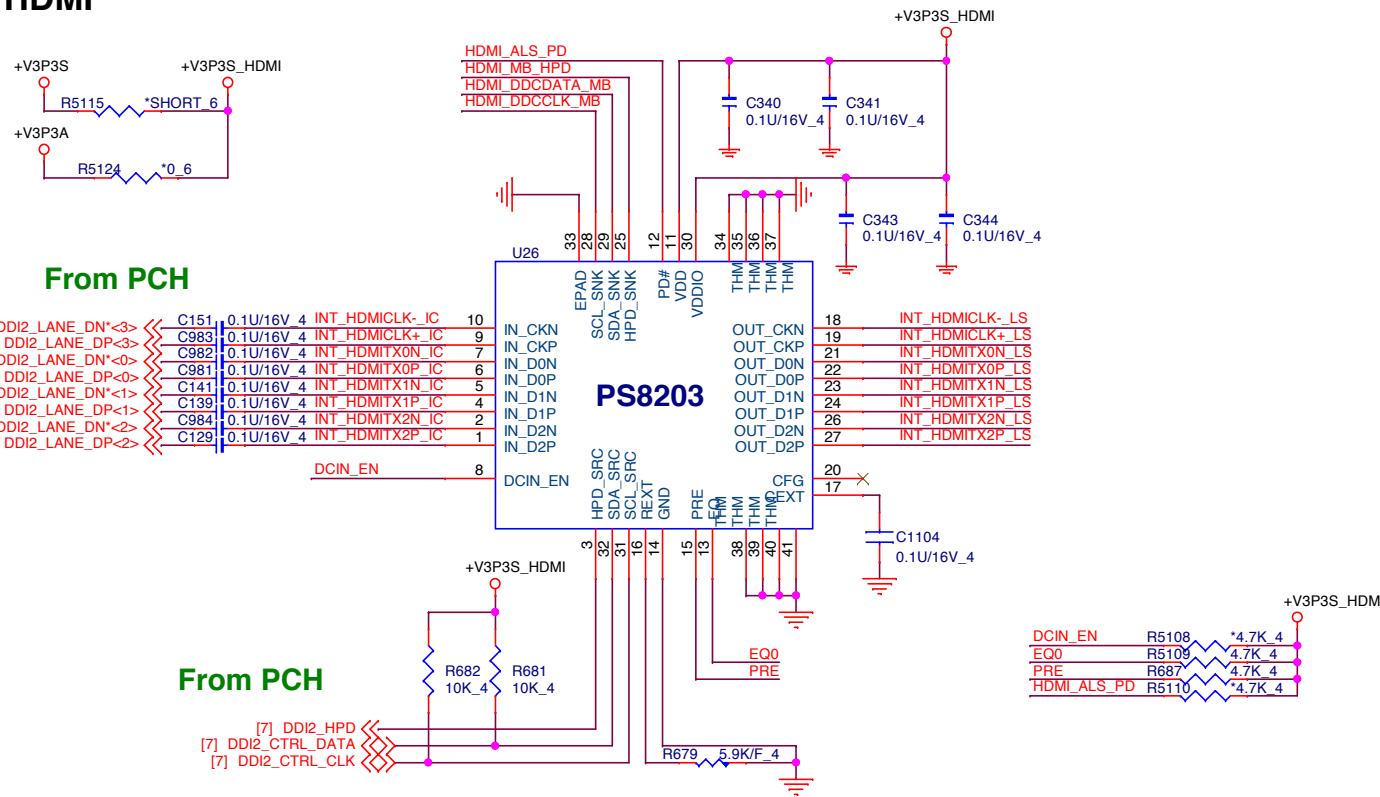 HDMI
+V3P3S_HDMI
+V3P3S
+V3P3S_HDMI
R5115
*SHORT_6
+V3P3A
R5124
*0_6
HDMI_ALS_PD
HDMI_MB_HPD
HDMI_DDCDATA_MB
HDMI_DDCCLK_MB
C340
0.1U/16V_4
C341
0.1U/16V_4
C343
0.1U/16V_4
C344
0.1U/16V_4
33
28
29
25
12
11
30
34
35
36
37
U26
EPAD
SCL_SNK
SDA_SNK
HPD_SNK
PD#
VDD
VDDIO
THM
THM
THM
THM
From PCH
DDI2_LANE_DN*<3> C151 0.1U/16V_4 INT_HDMICLK-_IC 10 IN_CKN
DDI2_LANE_DP<3> C983 0.1U/16V_4 INT_HDMICLK+_IC 9 IN_CKP
DDI2_LANE_DN*<0> C982 0.1U/16V_4 INT_HDMITX0N_IC 7 IN_D0N
DDI2_LANE_DP<0> C981 0.1U/16V_4 INT_HDMITX0P_IC 6 IN_D0P
DDI2_LANE_DN*<1> C141 0.1U/16V_4 INT_HDMITX1N_IC 5 IN_D1N
DDI2_LANE_DP<1> C139 0.1U/16V_4 INT_HDMITX1P_IC 4 IN_D1P
DDI2_LANE_DN*<2> C984 0.1U/16V_4 INT_HDMITX2N_IC 2 IN_D2N
DDI2_LANE_DP<2> C129 0.1U/16V_4 INT_HDMITX2P_IC 1 IN_D2P
DCIN_EN 8 DCIN_EN
PS8203
OUT_CKN 18 INT_HDMICLK-_LS
OUT_CKP 19 INT_HDMICLK+_LS
OUT_D0N 21 INT_HDMITX0N_LS
OUT_D0P 22 INT_HDMITX0P_LS
OUT_D1N 23 INT_HDMITX1N_LS
OUT_D1P 24 INT_HDMITX1P_LS
OUT_D2N 26 INT_HDMITX2N_LS
OUT_D2P 27 INT_HDMITX2P_LS
CFG 20
CEXT 17
HPD_SRC
SDA_SRC
SCL_SRC
REXT
GND
PRE
EQ
THM
THM
THM
THM
3
32
31
16
14
15
13
38
39
40
41
C1104
0.1U/16V_4
+V3P3S_HDMI
R682
10K_4
R681
10K_4
EQ0
PRE
From PCH
[7] DDI2_HPD
[7] DDI2_CTRL_DATA
[7] DDI2_CTRL_CLK
R679 5.9K/F_4
+V3P3S_HDM
DCIN_EN R5108 *4.7K_4
EQ0 R5109 4.7K_4
PRE R687 4.7K_4
HDMI_ALS_PD R5110 *4.7K_4